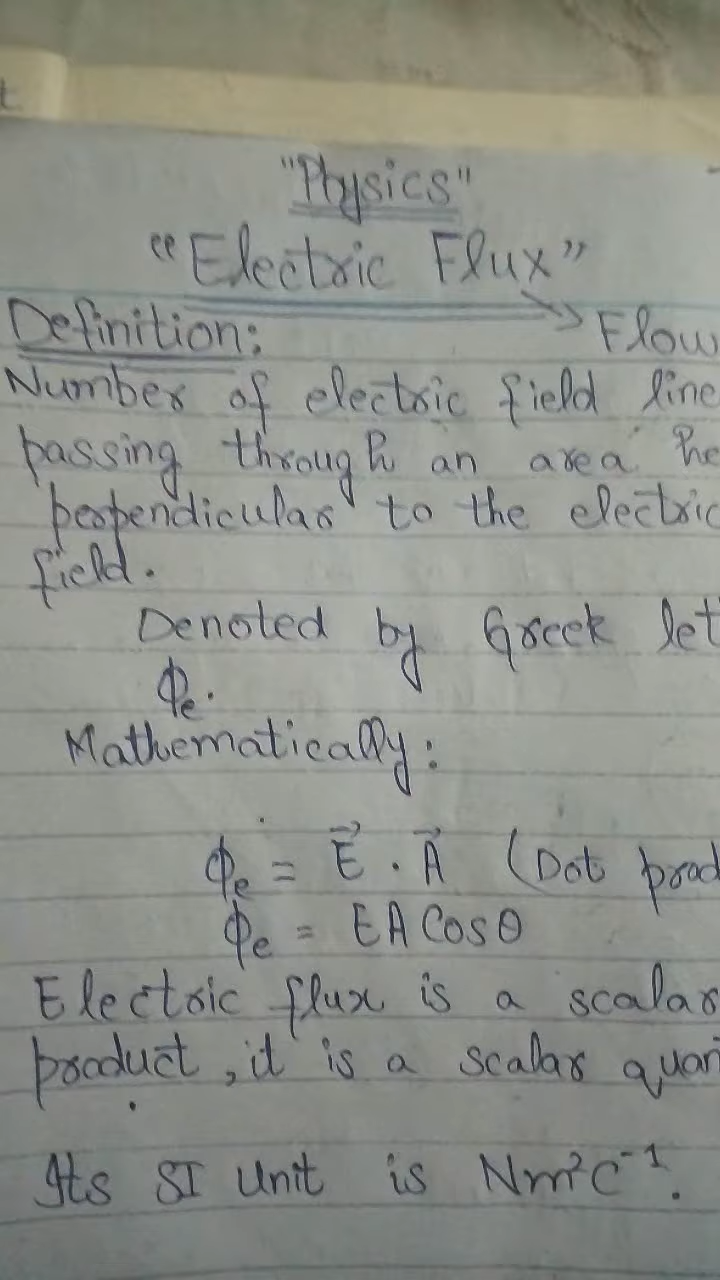 "Physics"
"Electric Flux"
Flow
Definition:
Number of electric field line
passing through an area he
perpendicular to the electric
field.
Denoted by Greek let
Φe.
Mathematically:
Φe = E⃗ . A⃗ (Dot prod
Φe = EA Cos θ
Electric flux is a scalar
product, it is a scalar quan
Its SI Unit is Nm²C⁻¹.